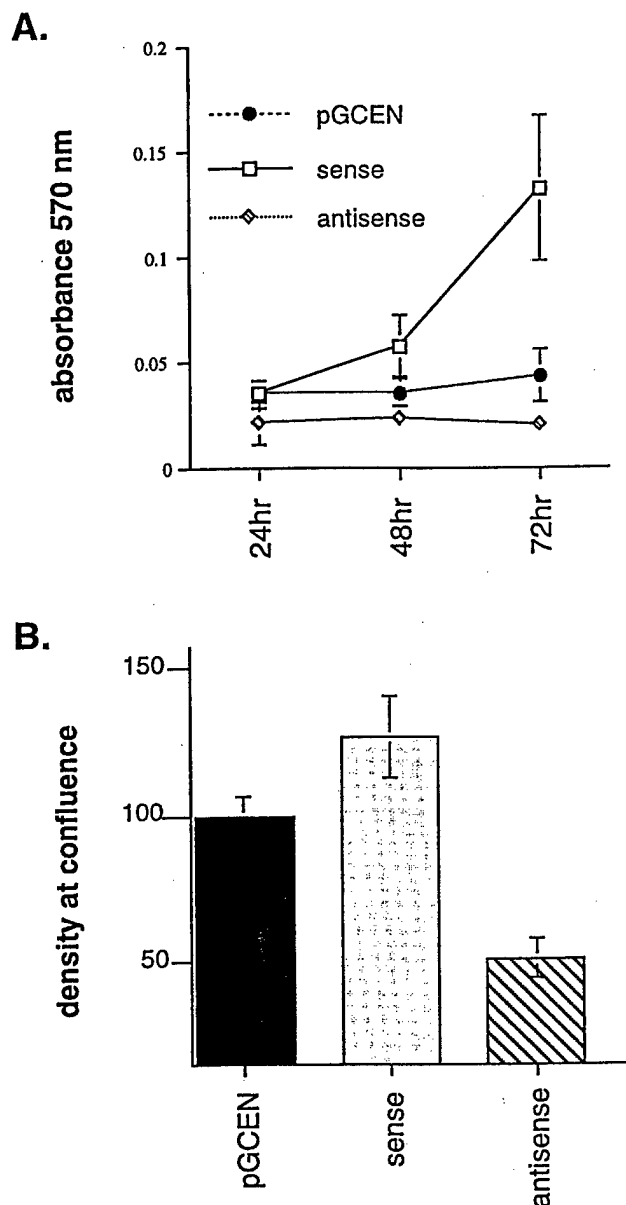 A.
absorbance 570 nm
0.2
0.15
0.1
0.05
0
pGCEN
sense
antisense
24hr
48hr
72hr
B.
density at confluence
150
100
50
pGCEN
sense
antisense